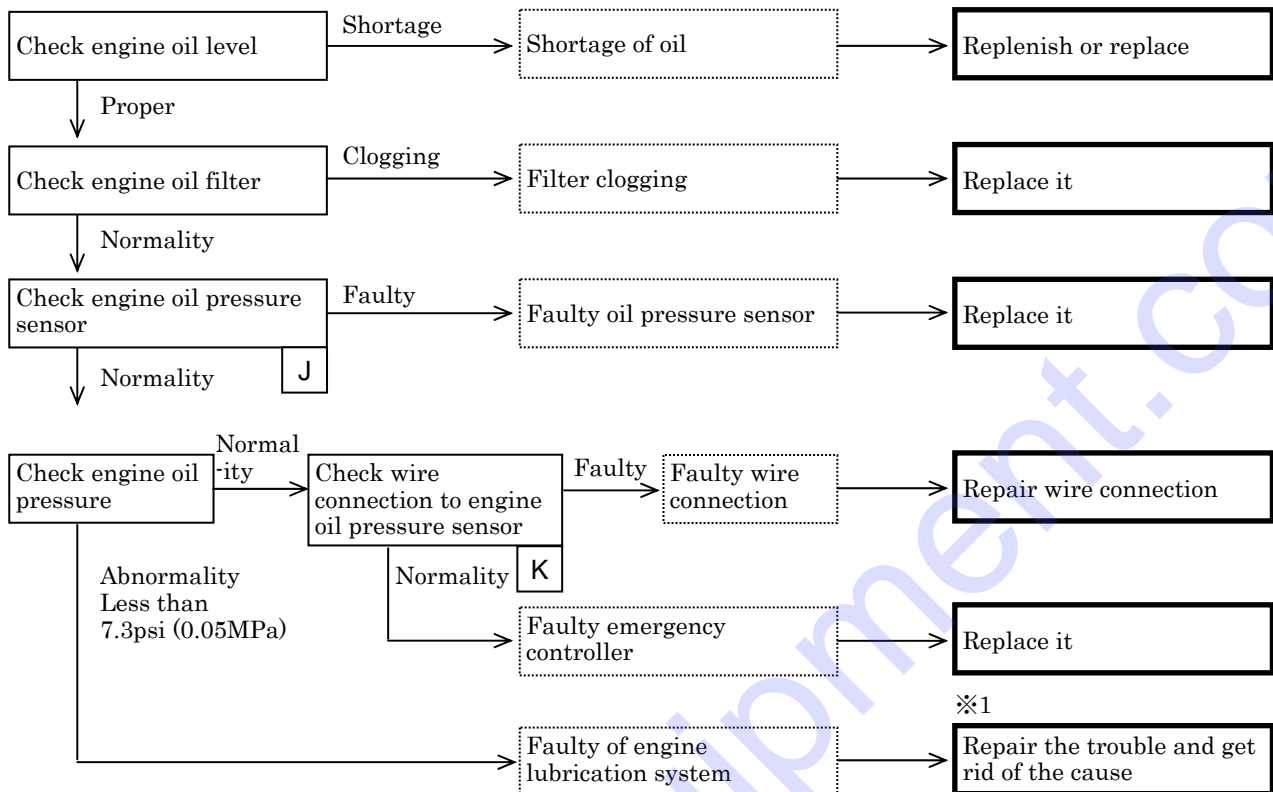 Check engine oil level
Shortage
Shortage of oil
Replenish or replace
Proper
Check engine oil filter
Clogging
Filter clogging
Replace it
Normality
Check engine oil pressure
sensor
J
Faulty
Faulty oil pressure sensor
Replace it
Normality
Check engine oil
pressure
Normal
-ity
Check wire
connection to engine
oil pressure sensor
K
Faulty
Faulty wire
connection
Repair wire connection
Abnormality
Less than
7.3psi (0.05MPa)
Normality
Faulty emergency
controller
Replace it
Faulty of engine
lubrication system
※1
Repair the trouble and get
rid of the cause